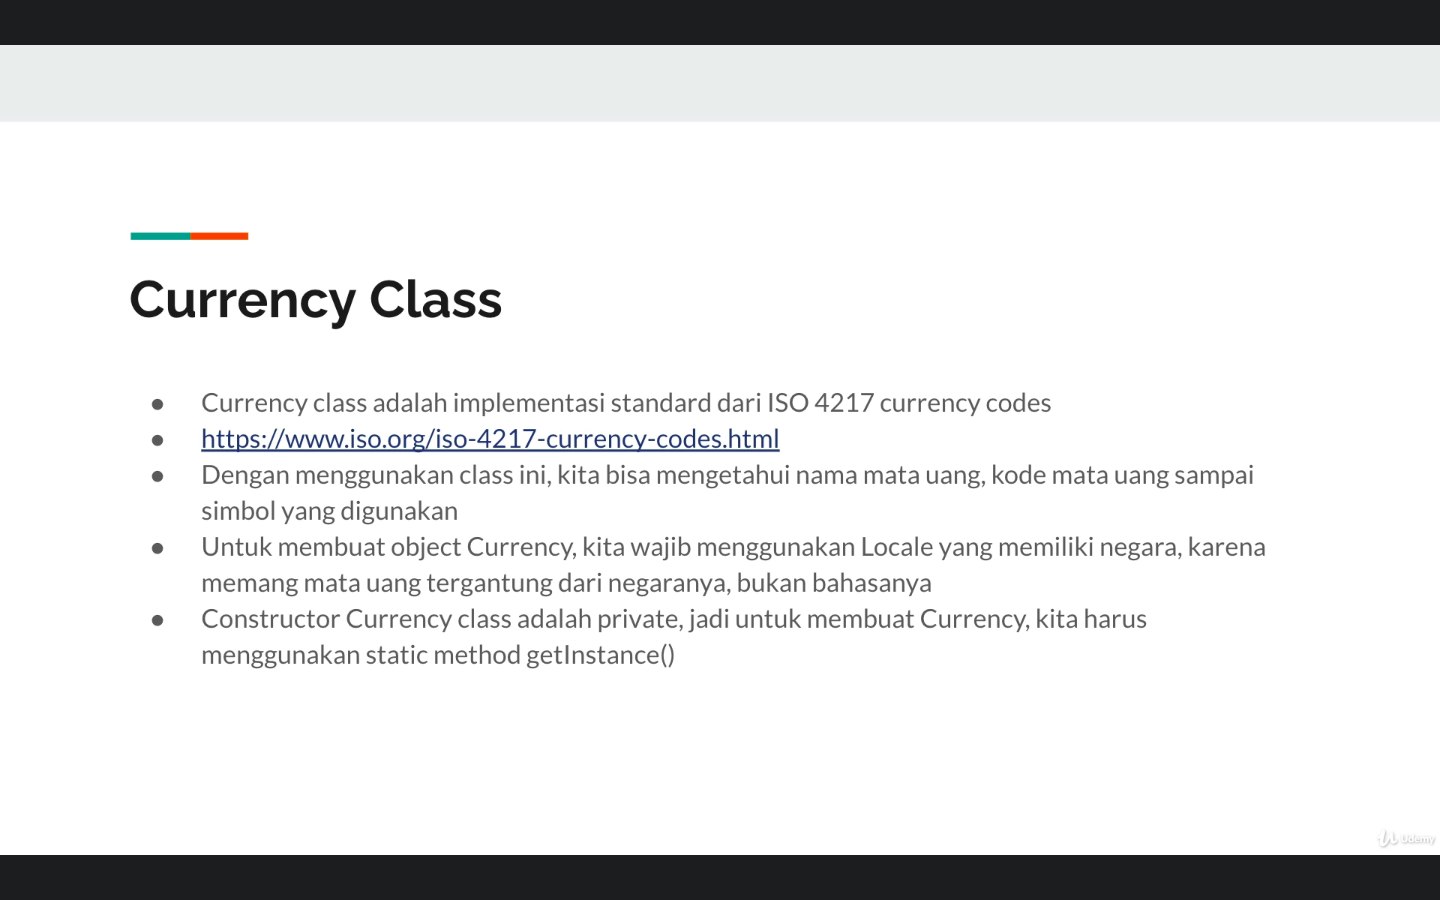 Currency Class
● Currency class adalah implementasi standard dari ISO 4217 currency codes
● https://www.iso.org/iso-4217-currency-codes.html
● Dengan menggunakan class ini, kita bisa mengetahui nama mata uang, kode mata uang sampai
simbol yang digunakan
● Untuk membuat object Currency, kita wajib menggunakan Locale yang memiliki negara, karena
memang mata uang tergantung dari negaranya, bukan bahasanya
● Constructor Currency class adalah private, jadi untuk membuat Currency, kita harus
menggunakan static method getInstance()
Udemy